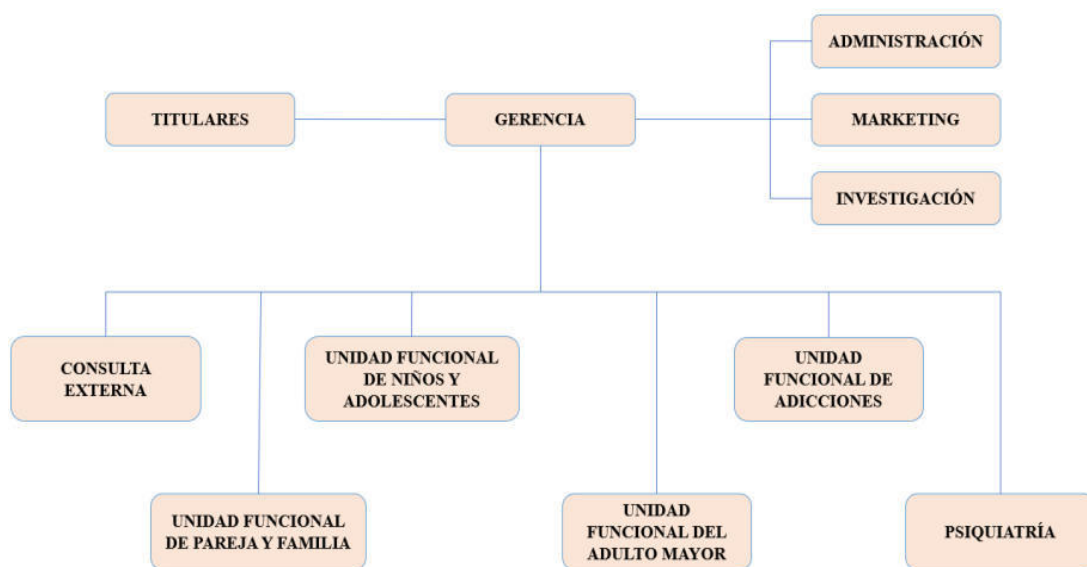 ADMINISTRACIÓN
TITULARES
GERENCIA
MARKETING
INVESTIGACIÓN
CONSULTA
EXTERNA
UNIDAD FUNCIONAL
DE NIÑOS Y
ADOLESCENTES
UNIDAD
FUNCIONAL DE
ADICCIONES
UNIDAD FUNCIONAL
DE PAREJA Y FAMILIA
UNIDAD
FUNCIONAL DEL
ADULTO MAYOR
PSIQUIATRÍA